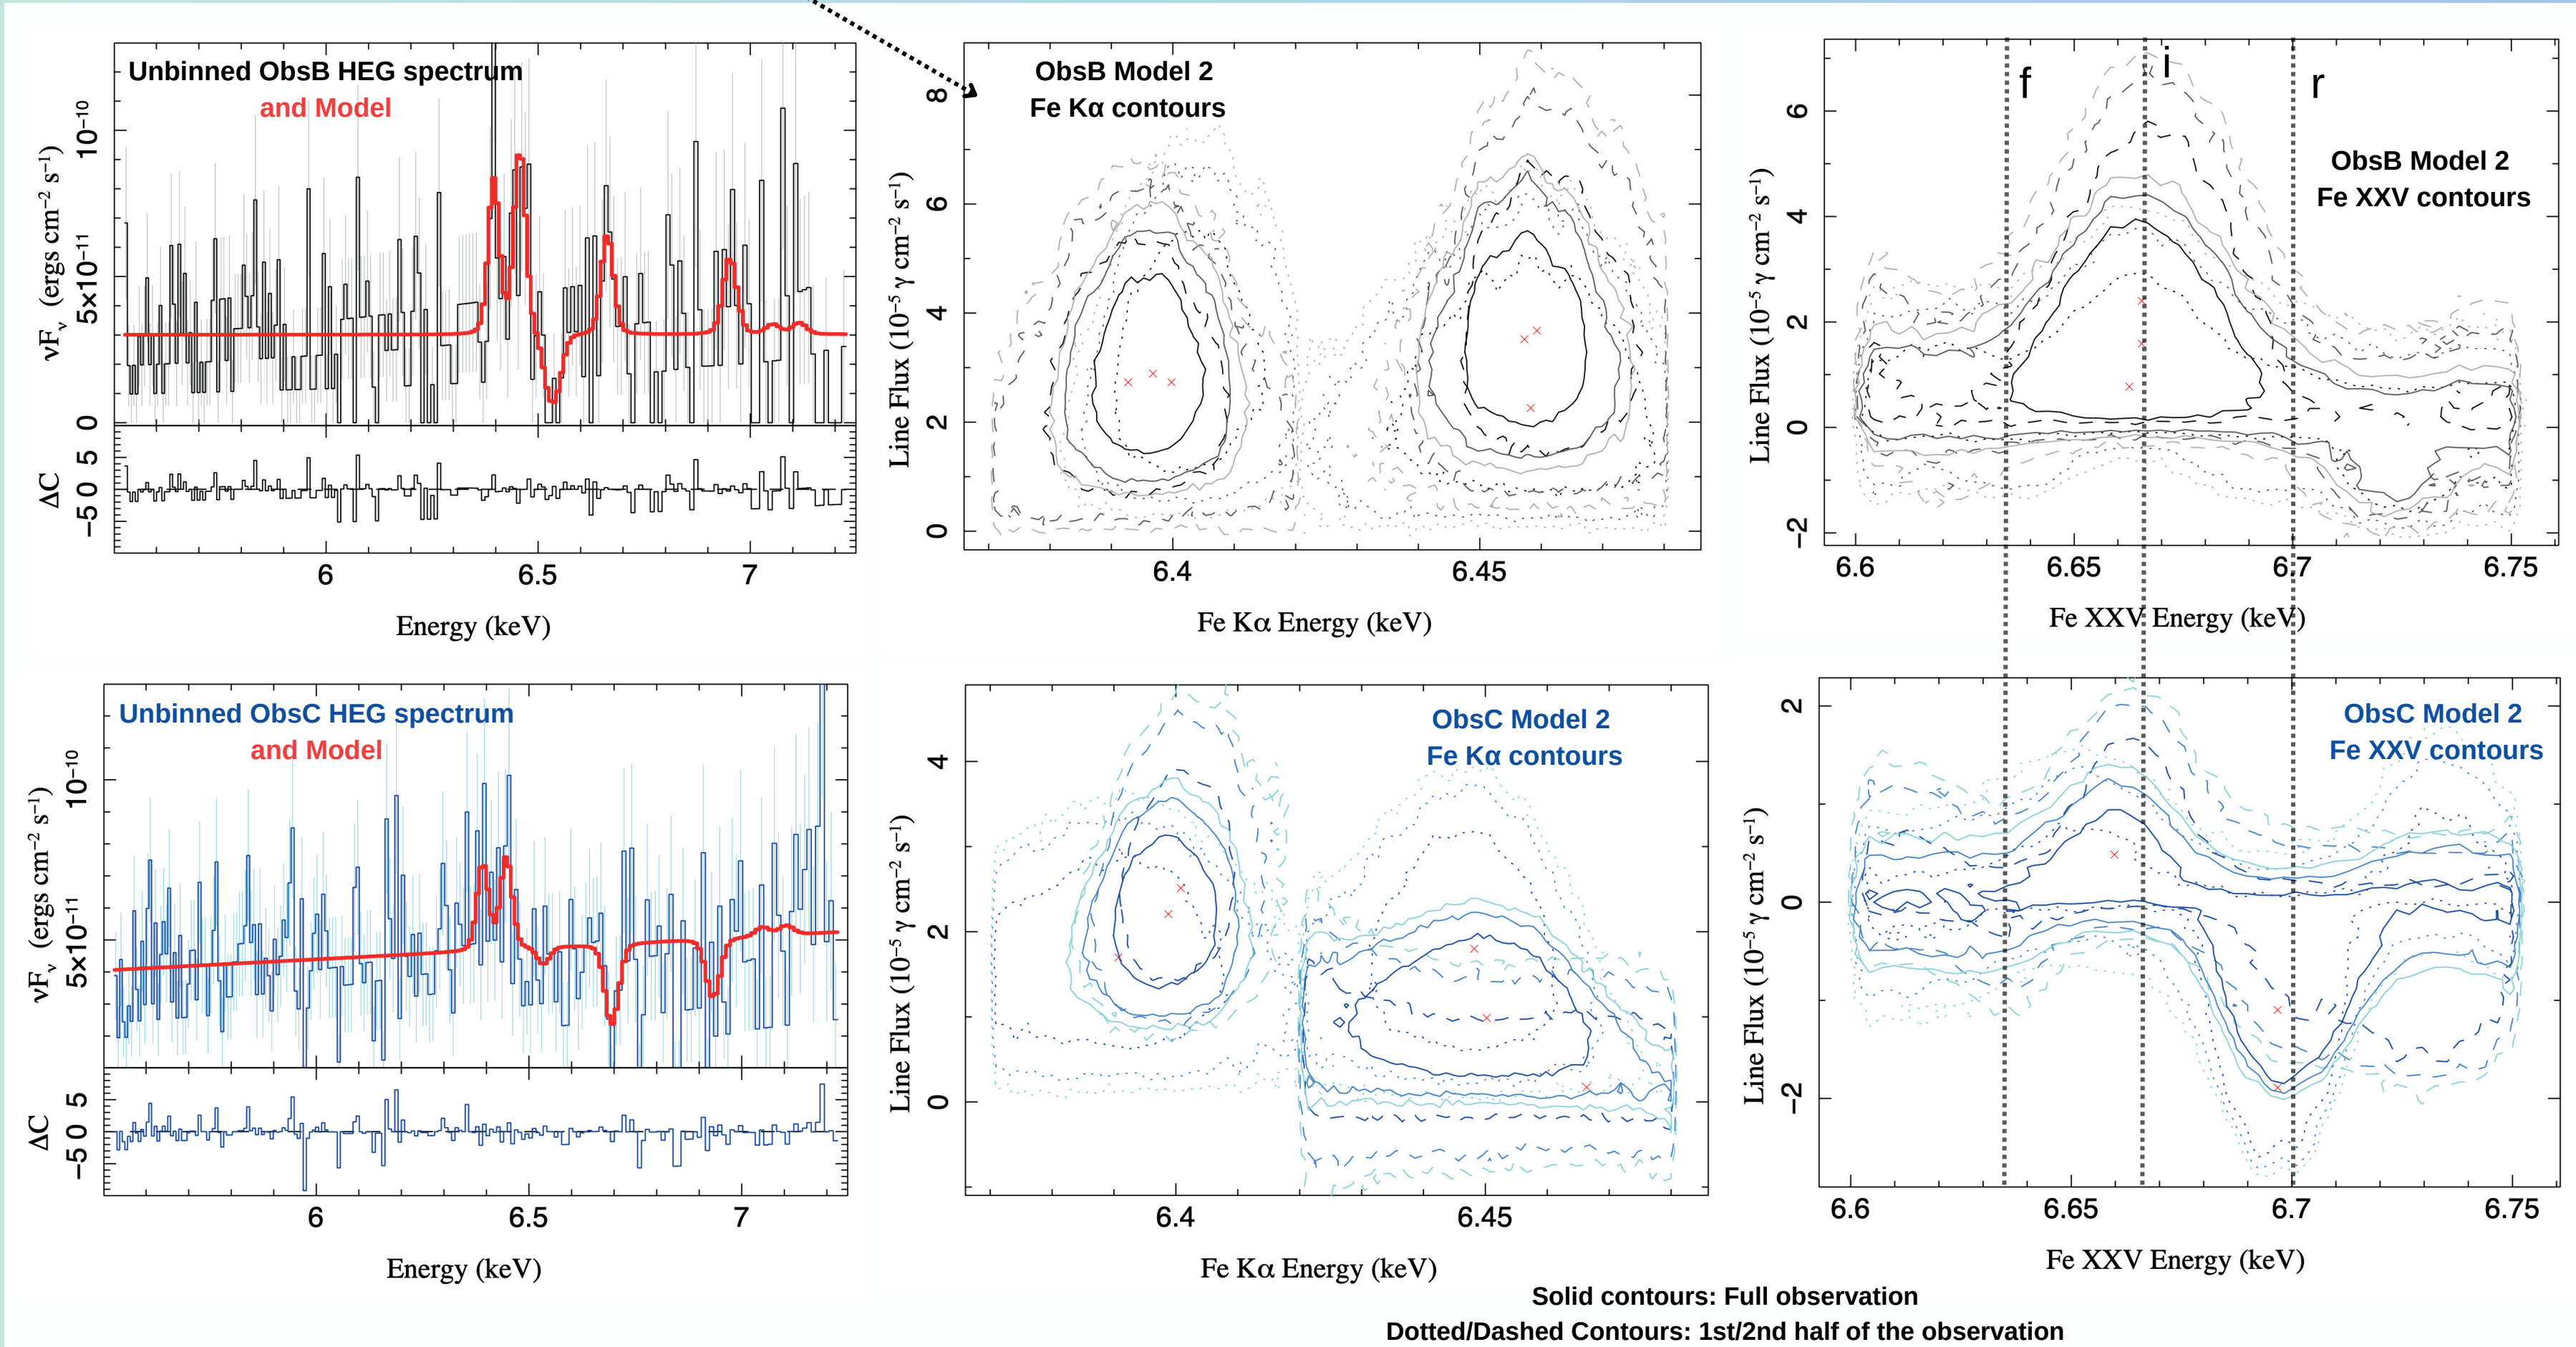 Unbinned ObsB HEG spectrum
and Model
νFν (ergs cm−2 s−1)
10−10
5×10−11
0
ΔC
5
0
−5
6 6.5 7
Energy (keV)
ObsB Model 2
Fe Kα contours
Line Flux (10−5 γ cm−2 s−1)
8
6
4
2
0
6.4 6.45
Fe Kα Energy (keV)
f i r
ObsB Model 2
Fe XXV contours
Line Flux (10−5 γ cm−2 s−1)
6
4
2
0
−2
6.6 6.65 6.7 6.75
Fe XXV Energy (keV)
Unbinned ObsC HEG spectrum
and Model
νFν (ergs cm−2 s−1)
10−10
5×10−11
ΔC
5
0
−5
6 6.5 7
Energy (keV)
ObsC Model 2
Fe Kα contours
Line Flux (10−5 γ cm−2 s−1)
4
2
0
6.4 6.45
Fe Kα Energy (keV)
ObsC Model 2
Fe XXV contours
Line Flux (10−5 γ cm−2 s−1)
2
0
−2
6.6 6.65 6.7 6.75
Fe XXV Energy (keV)
Solid contours: Full observation
Dotted/Dashed Contours: 1st/2nd half of the observation